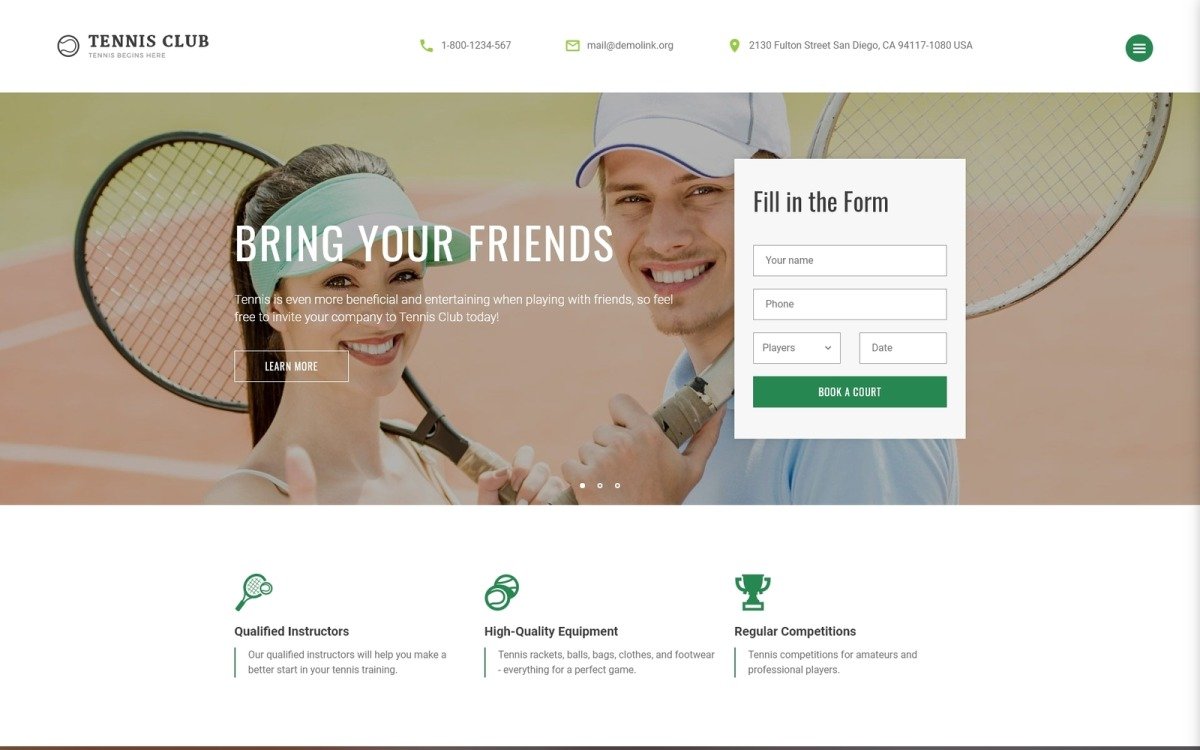 TENNIS CLUB
TENNIS BEGINS HERE
1-800-1234-567
mail@demolink.org
2130 Fulton Street San Diego, CA 94117-1080 USA
BRING YOUR FRIENDS
Tennis is even more beneficial and entertaining when playing with friends, so feel
free to invite your company to Tennis Club today!
LEARN MORE
Fill in the Form
Your name
Phone
Players
Date
BOOK A COURT
Qualified Instructors
Our qualified instructors will help you make a
better start in your tennis training.
High-Quality Equipment
Tennis rackets, balls, bags, clothes, and footwear
- everything for a perfect game.
Regular Competitions
Tennis competitions for amateurs and
professional players.